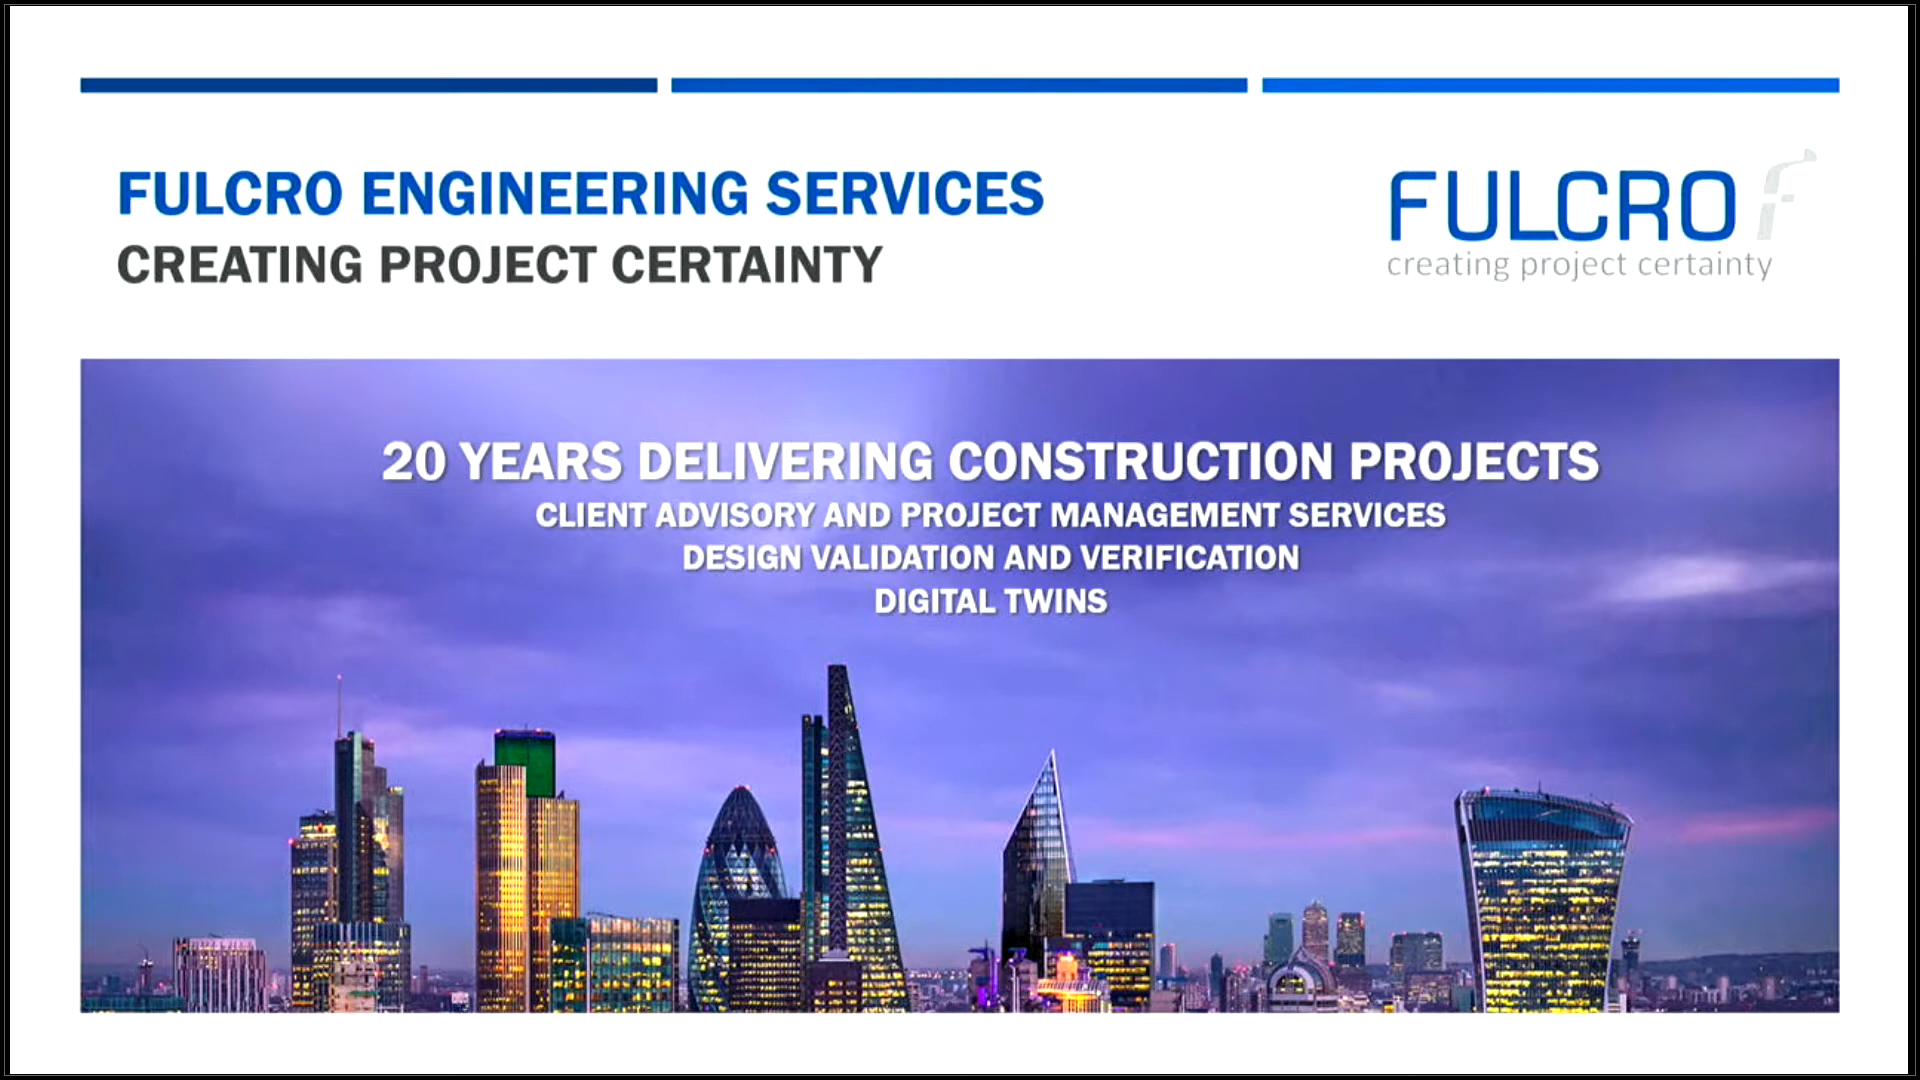 FULCRO ENGINEERING SERVICES
CREATING PROJECT CERTAINTY
FULCRO
creating project certainty
20 YEARS DELIVERING CONSTRUCTION PROJECTS
CLIENT ADVISORY AND PROJECT MANAGEMENT SERVICES
DESIGN VALIDATION AND VERIFICATION
DIGITAL TWINS